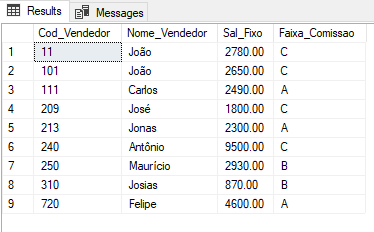 Results Messages
Cod_Vendedor Nome_Vendedor Sal_Fixo Faixa_Comissao
1 11 João 2780.00 C
2 101 João 2650.00 C
3 111 Carlos 2490.00 A
4 209 José 1800.00 C
5 213 Jonas 2300.00 A
6 240 Antônio 9500.00 C
7 250 Maurício 2930.00 B
8 310 Josias 870.00 B
9 720 Felipe 4600.00 A